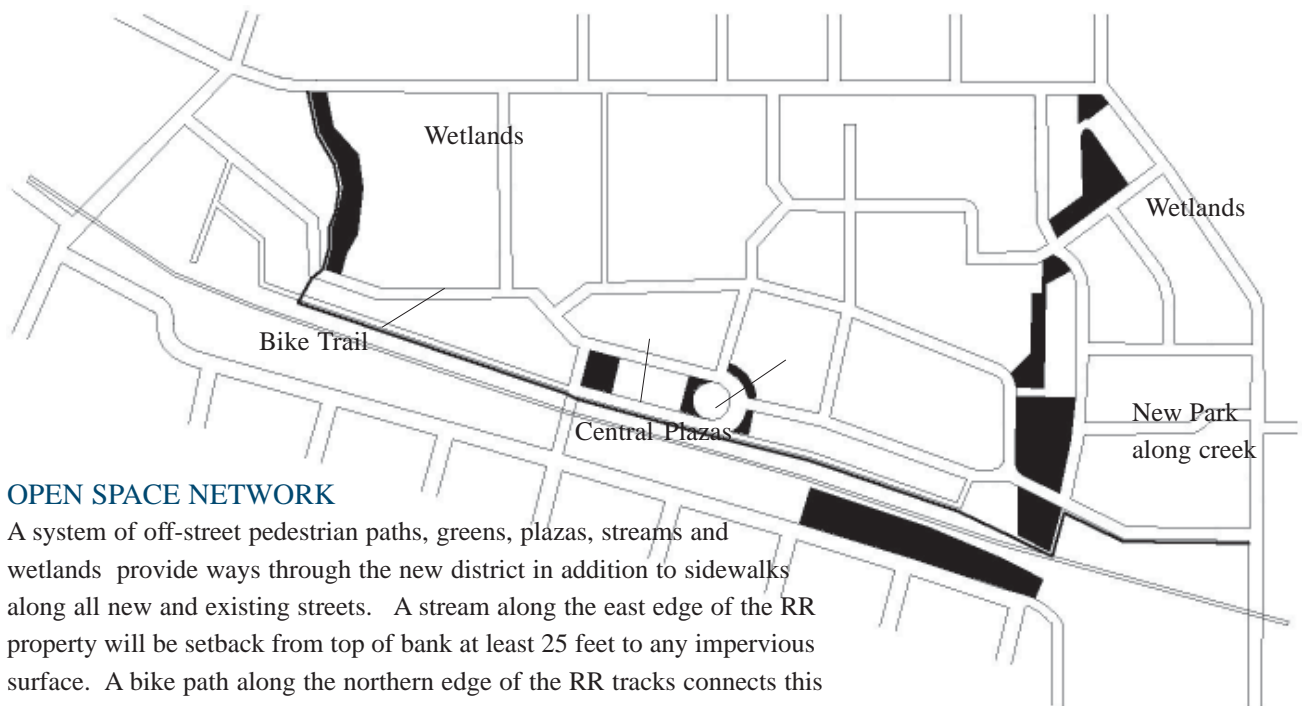 Wetlands
Wetlands
Bike Trail
Central Plazas
New Park
along creek
OPEN SPACE NETWORK
A system of off-street pedestrian paths, greens, plazas, streams and
wetlands  provide ways through the new district in addition to sidewalks
along all new and existing streets.   A stream along the east edge of the RR
property will be setback from top of bank at least 25 feet to any impervious
surface.  A bike path along the northern edge of the RR tracks connects this